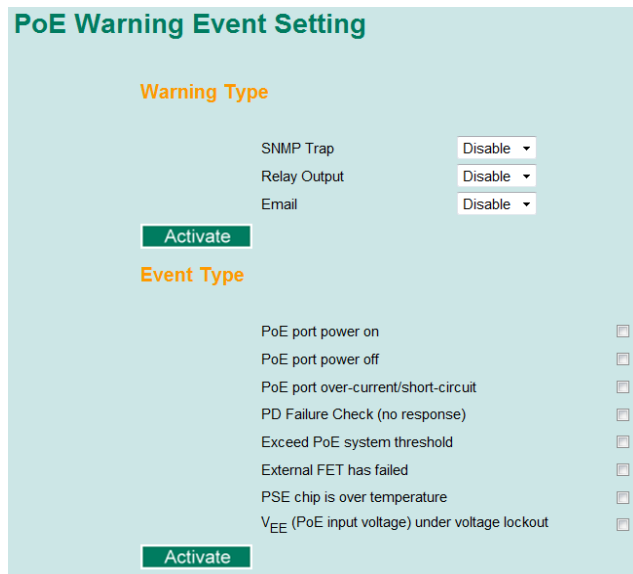 PoE Warning Event Setting
Warning Type
SNMP Trap Disable
Relay Output Disable
Email Disable
Activate
Event Type
PoE port power on
PoE port power off
PoE port over-current/short-circuit
PD Failure Check (no response)
Exceed PoE system threshold
External FET has failed
PSE chip is over temperature
VEE (PoE input voltage) under voltage lockout
Activate